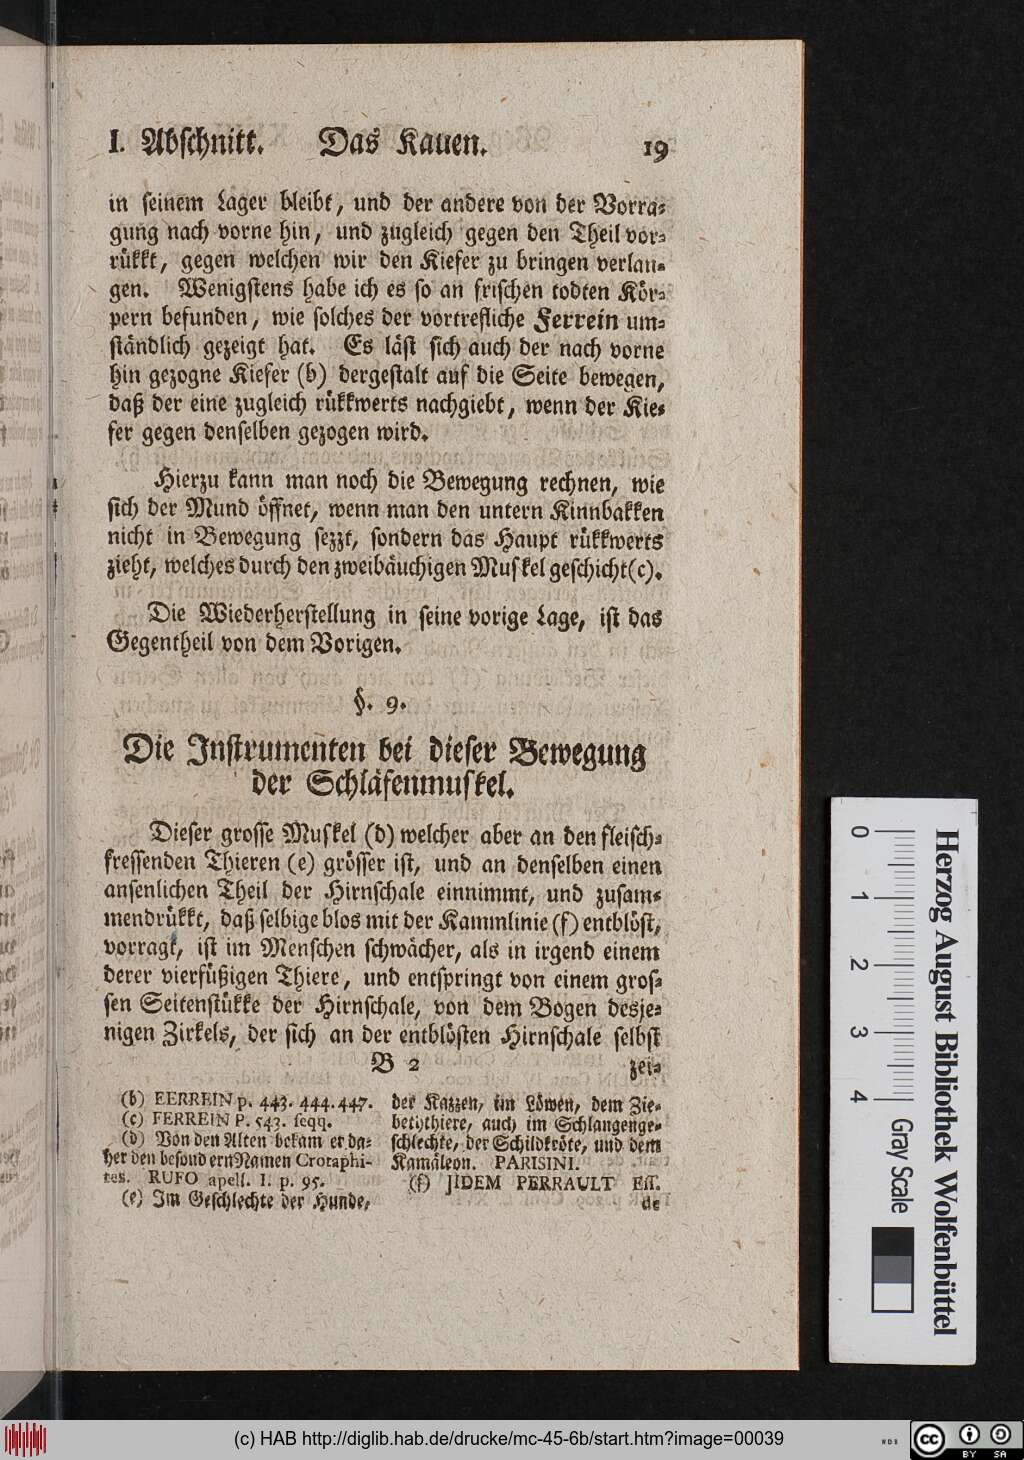 I. Abschnitt. Das Kauen. 19
in seinem Lager bleibt, und der andere von der Vorra-
gung nach vorne hin, und zugleich gegen den Theil vor-
rükkt, gegen welchen wir den Kiefer zu bringen verlan-
gen. Wenigstens habe ich es so an frischen todten Kör-
pern befunden, wie solches der vortrefliche Ferrein um-
ständlich gezeigt hat. Es läst sich auch der nach vorne
hin gezogne Kiefer (b) dergestalt auf die Seite bewegen,
daß der eine zugleich rükkwerts nachgiebt, wenn der Kie-
fer gegen denselben gezogen wird.
Hierzu kann man noch die Bewegung rechnen, wie
sich der Mund öffnet, wenn man den untern Kinnbakken
nicht in Bewegung sezzt, sondern das Haupt rükkwerts
zieht, welches durch den zweibäuchigen Muskel geschicht(c).
Die Wiederherstellung in seine vorige Lage, ist das
Gegentheil von dem Vorigen.
§. 9.
Die Instrumenten bei dieser Bewegung
der Schläfenmuskel.
Dieser grosse Muskel (d) welcher aber an den fleisch-
fressenden Thieren (e) grösser ist, und an denselben einen
ansenlichen Theil der Hirnschale einnimmt, und zusam-
mendrükkt, daß selbige blos mit der Kammlinie (f) entblöst,
vorragt, ist im Menschen schwächer, als in irgend einem
derer vierfüßigen Thiere, und entspringt von einem gros-
sen Seitenstükke der Hirnschale, von dem Bogen desje-
nigen Zirkels, der sich an der entblösten Hirnschale selbst
B 2 zei-
(b) EERREIN p. 443. 444. 447.
(c) FERREIN P. 543. seqq.
(d) Von den Alten bekam er da-
her den besondern Namen Crotaphi-
tes. RUFO apell. I. p. 95.
(e) Im Geschlechte der Hunde,
der Kazzen, im Löwen, dem Zie-
beththiere, auch im Schlangenge-
schlechte, der Schildkröte, und dem
Kamäleon. PARISINI.
(f) JIDEM PERRAULT Ess.
de
0 1 2 3 4
Gray Scale
Herzog August Bibliothek Wolfenbüttel
(c) HAB http://diglib.hab.de/drucke/mc-45-6b/start.htm?image=00039
WDB
cc BY SA